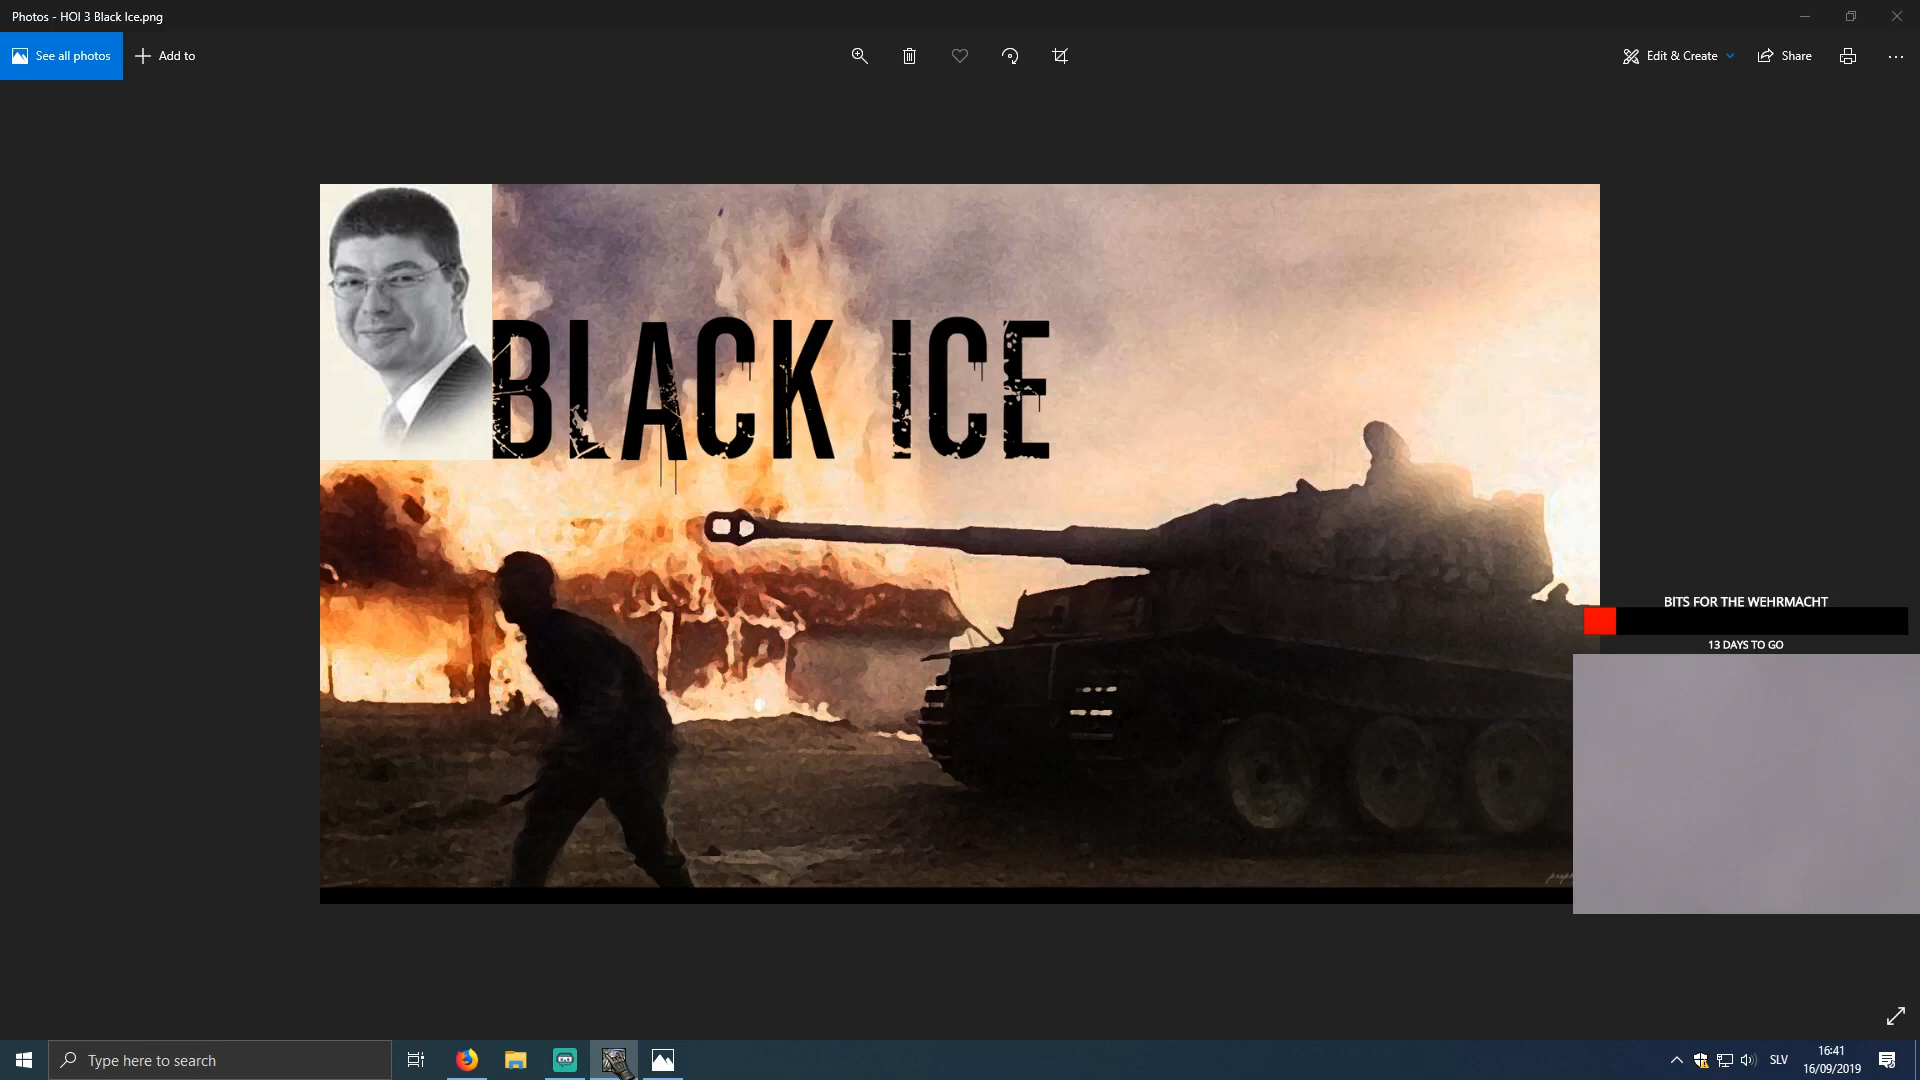 Photos - HOI 3 Black Ice.png
See all photos
Add to
Edit & Create
Share
BLACK ICE
BITS FOR THE WEHRMACHT
13 DAYS TO GO
Type here to search
SLV
16:41
16/09/2019